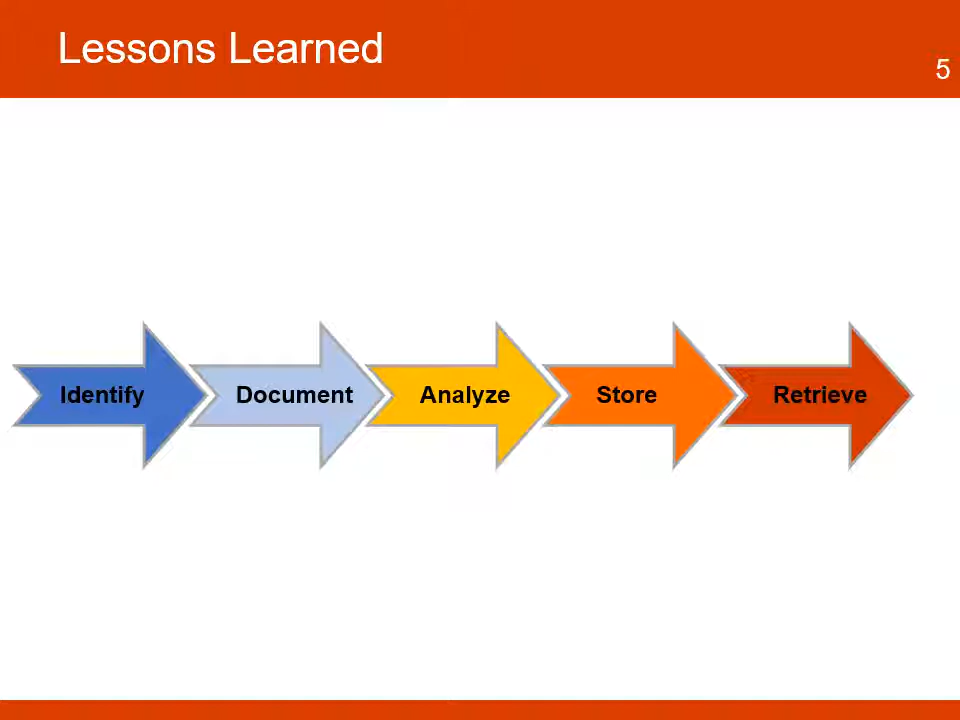 Lessons Learned
5
Identify
Document
Analyze
Store
Retrieve